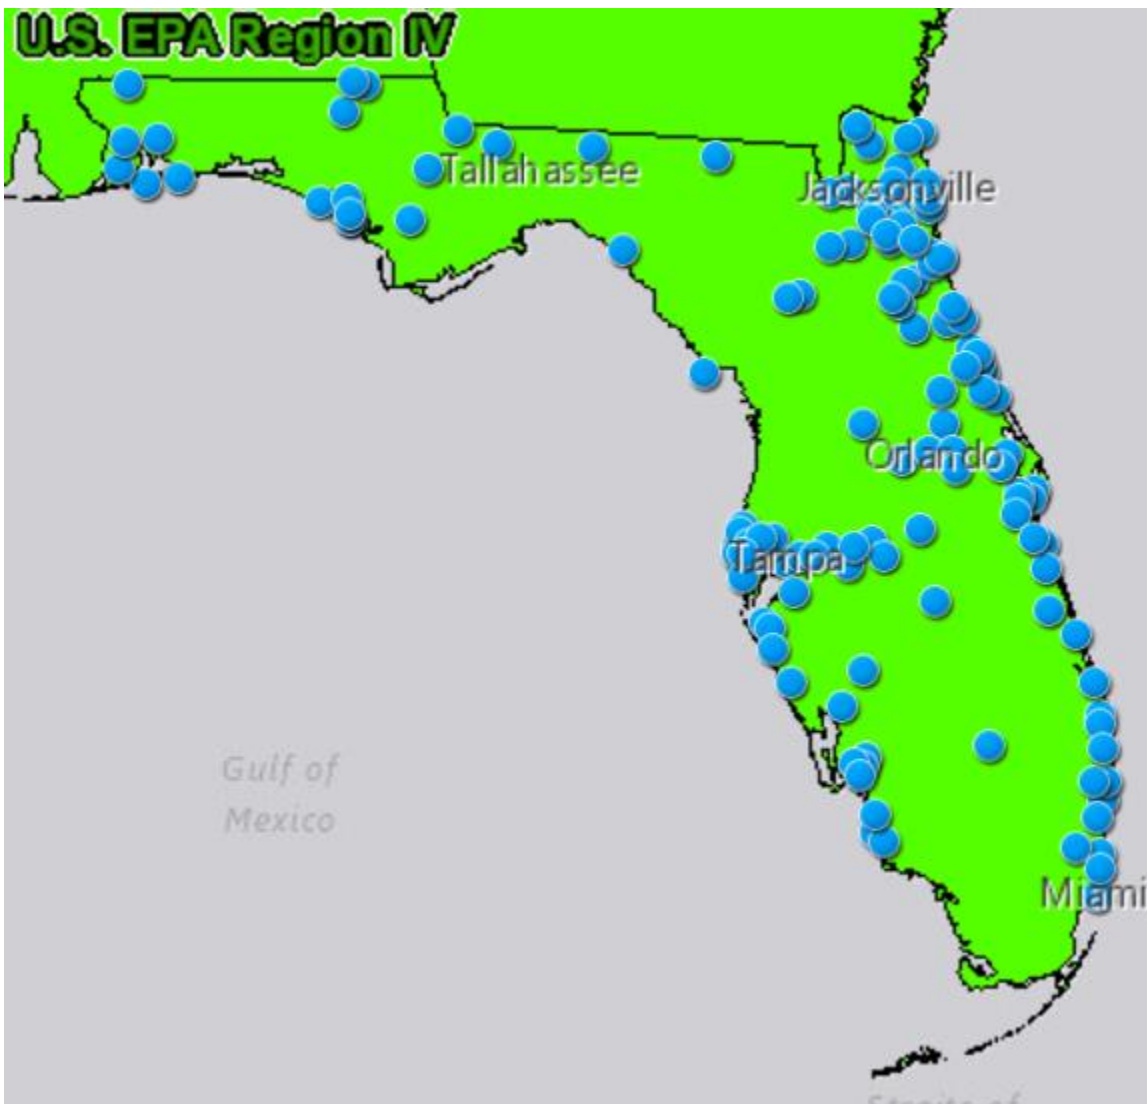 U.S. EPA Region IV
Tallahassee
Jacksonville
Orlando
Tampa
Gulf of
Mexico
Miami